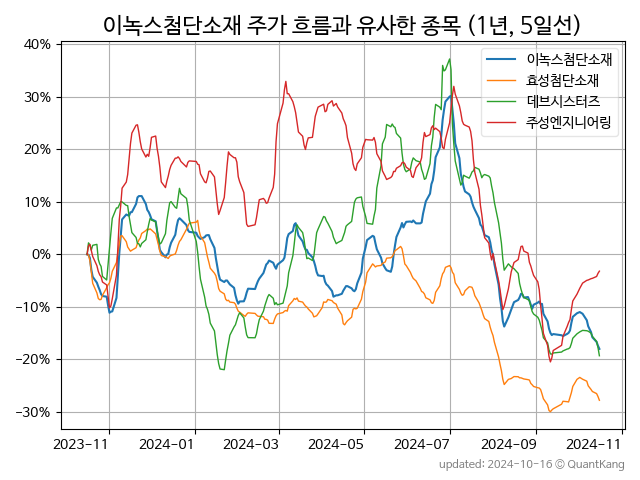 이녹스첨단소재 주가 흐름과 유사한 종목 (1년, 5일선)
40%
30%
20%
10%
0%
−10%
−20%
−30%
이녹스첨단소재
효성첨단소재
데브시스터즈
주성엔지니어링
2023-11 2024-01 2024-03 2024-05 2024-07 2024-09 2024-11
updated: 2024-10-16 © QuantKang